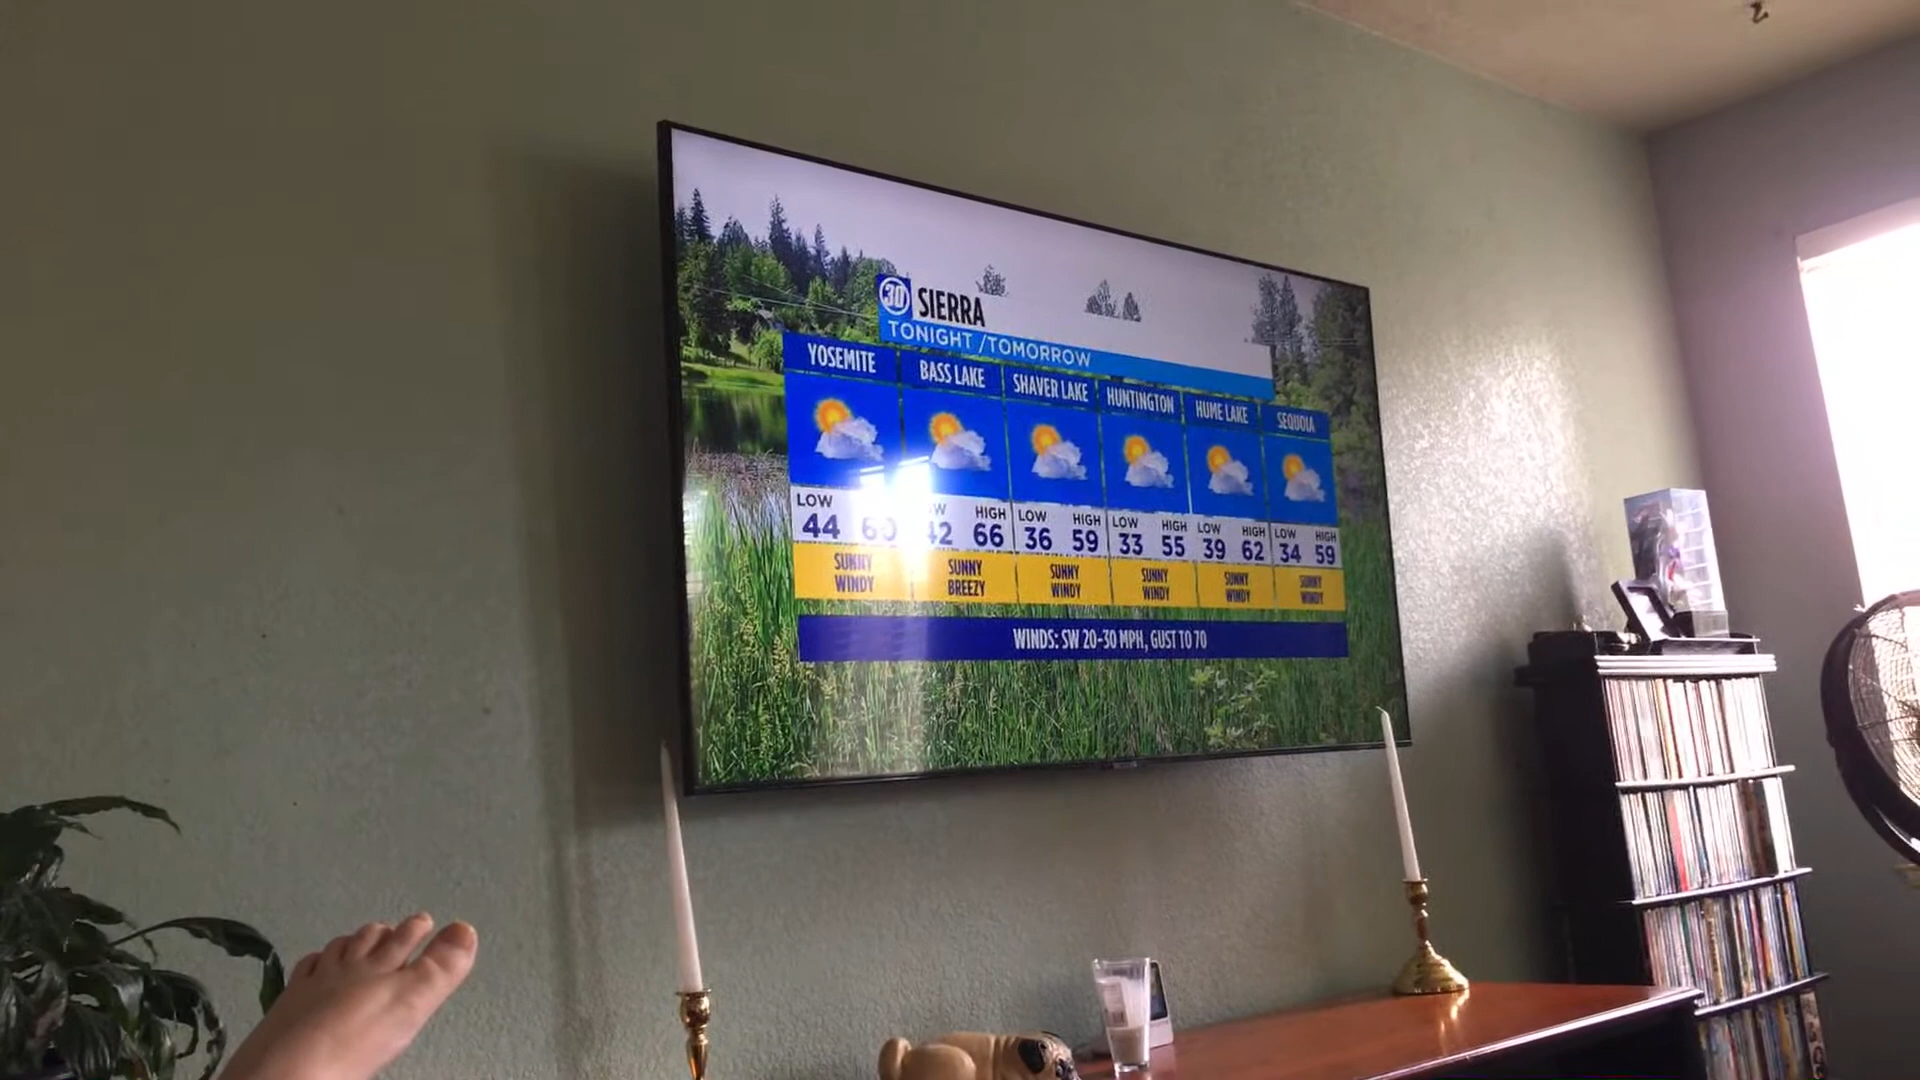 30 SIERRA
TONIGHT /TOMORROW
YOSEMITE BASS LAKE SHAVER LAKE HUNTINGTON HUME LAKE SEQUOIA
LOW HIGH LOW HIGH LOW HIGH LOW HIGH LOW HIGH
44 60 42 66 36 59 33 55 39 62 34 59
SUNNY SUNNY SUNNY SUNNY SUNNY SUNNY
WINDY BREEZY WINDY WINDY WINDY WINDY
WINDS: SW 20-30 MPH, GUST TO 70